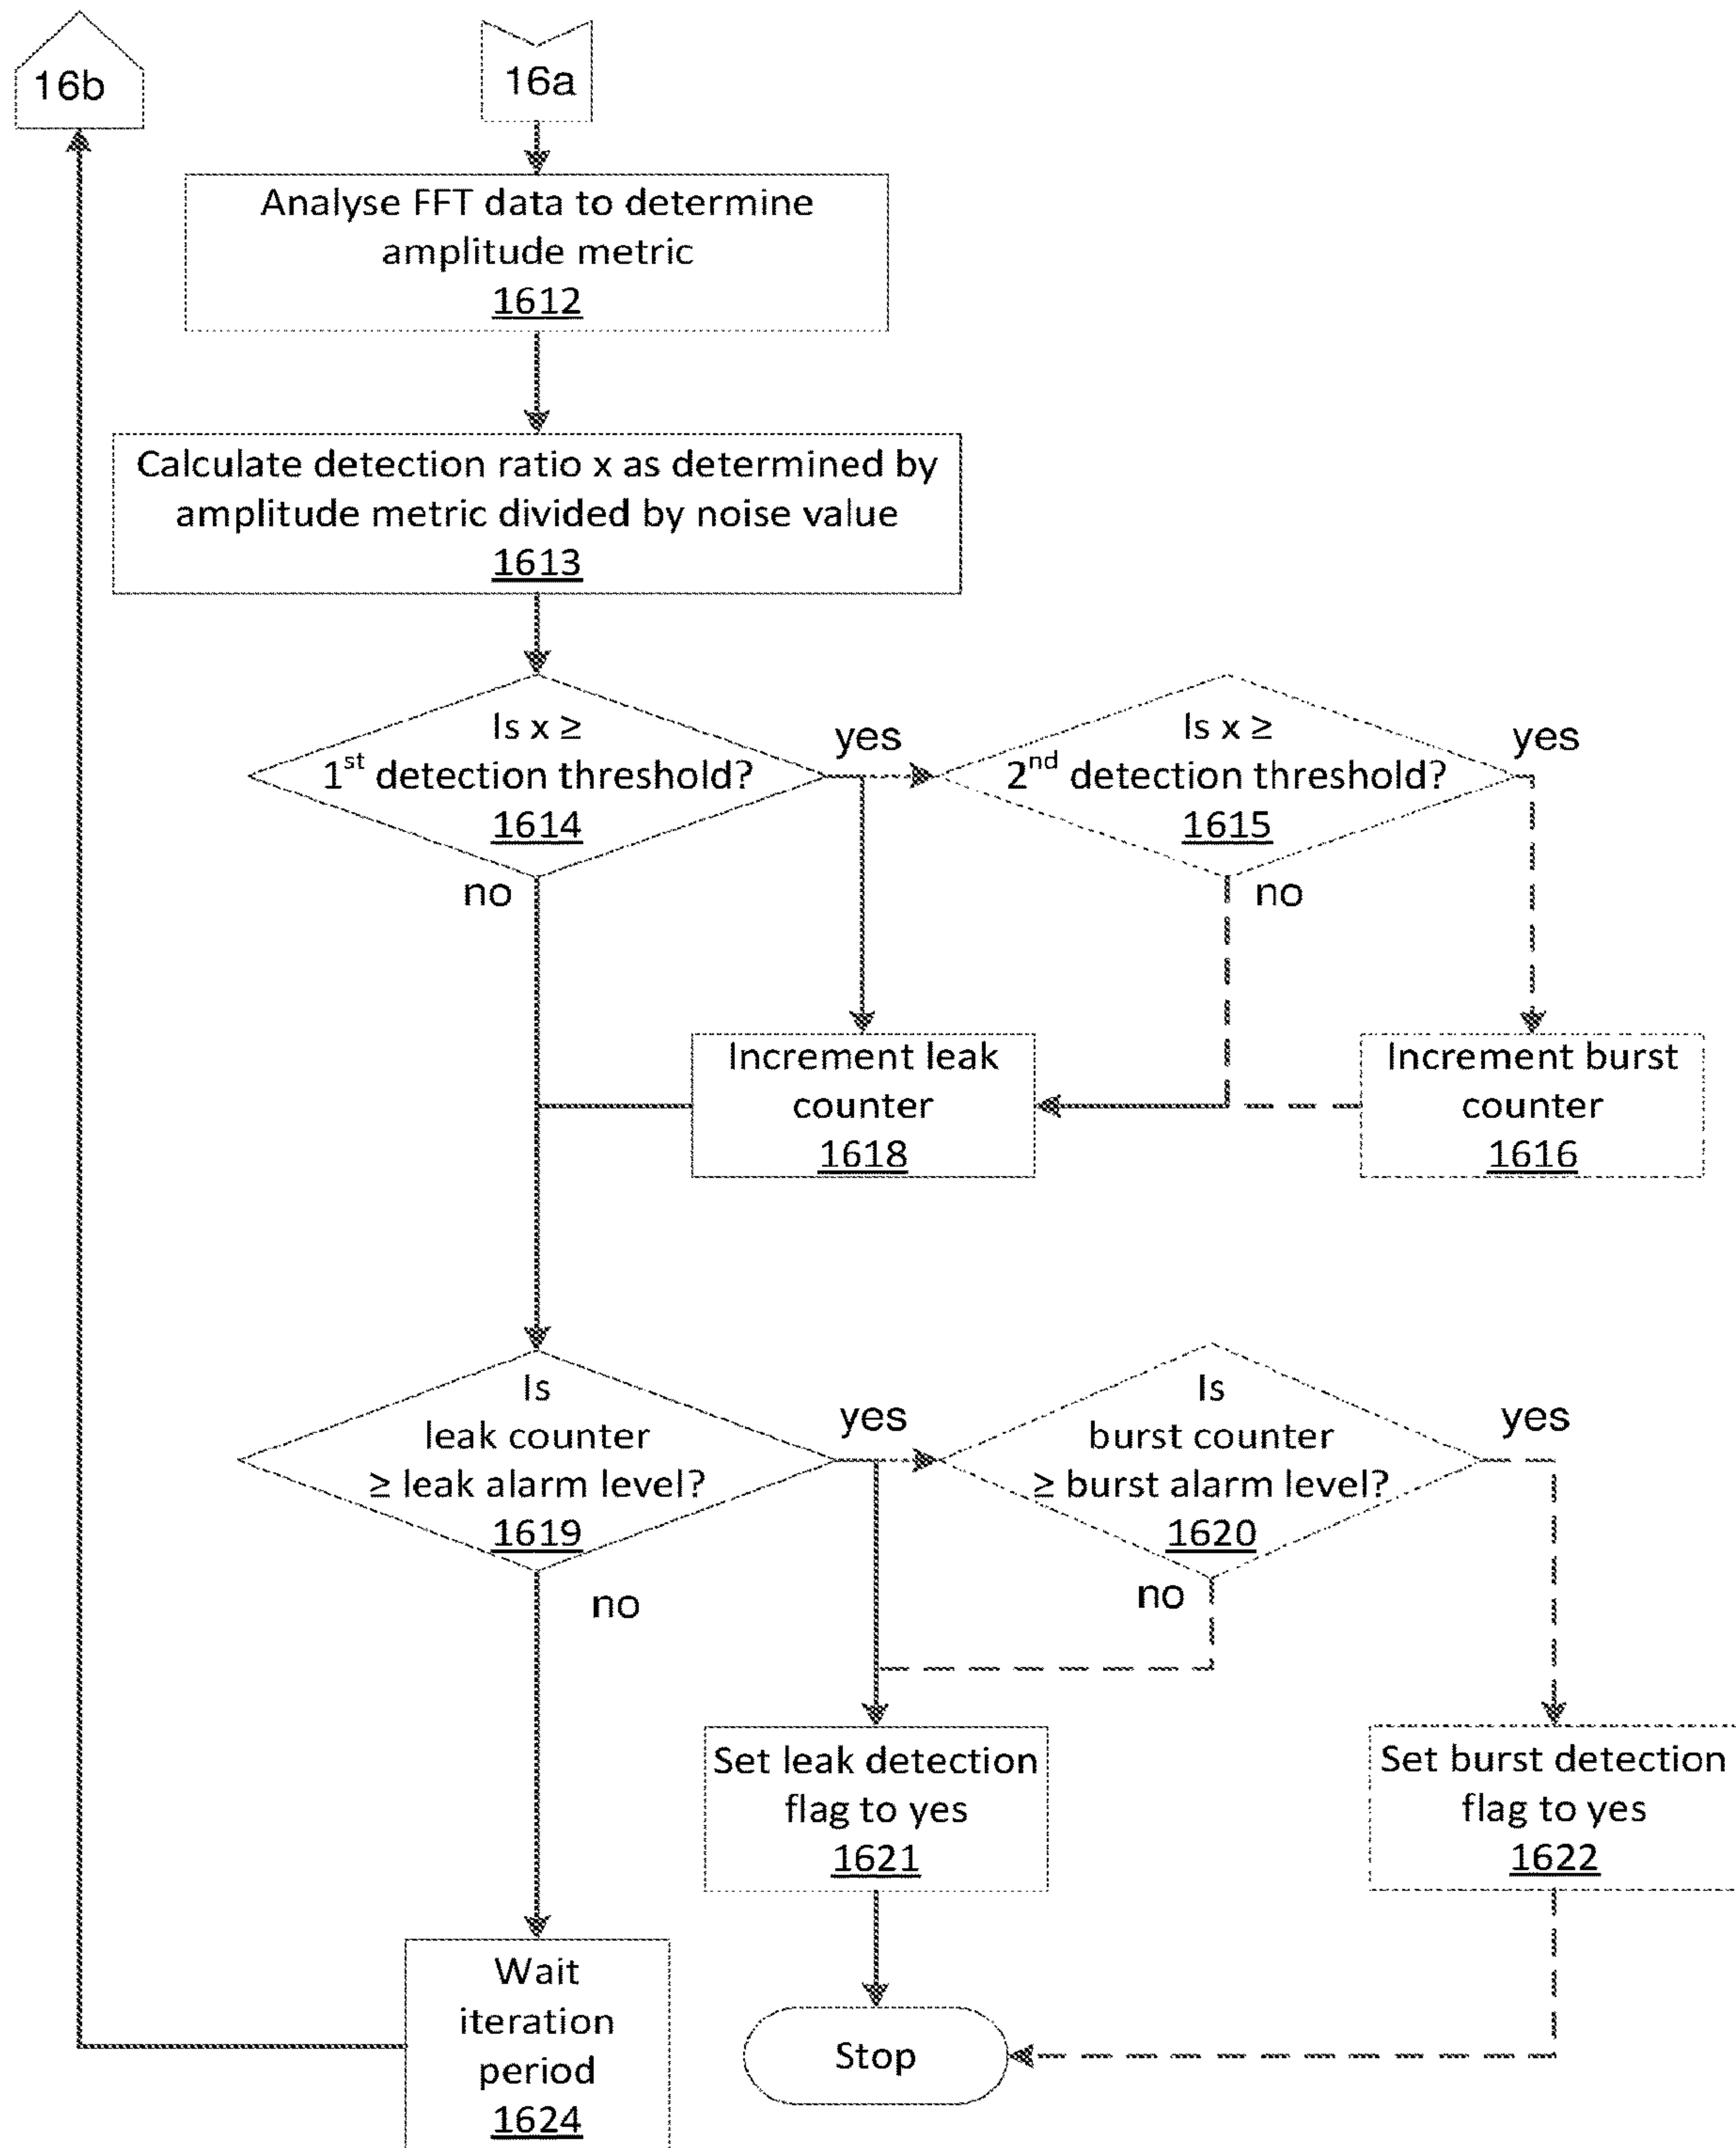 16b
16a
Analyse FFT data to determine
amplitude metric
1612
Calculate detection ratio x as determined by
amplitude metric divided by noise value
1613
Is x ≥
1st detection threshold?
1614
yes
no
Is x ≥
2nd detection threshold?
1615
yes
no
Increment leak
counter
1618
Increment burst
counter
1616
Is
leak counter
≥ leak alarm level?
1619
yes
no
Is
burst counter
≥ burst alarm level?
1620
yes
no
Set leak detection
flag to yes
1621
Set burst detection
flag to yes
1622
Wait
iteration
period
1624
Stop